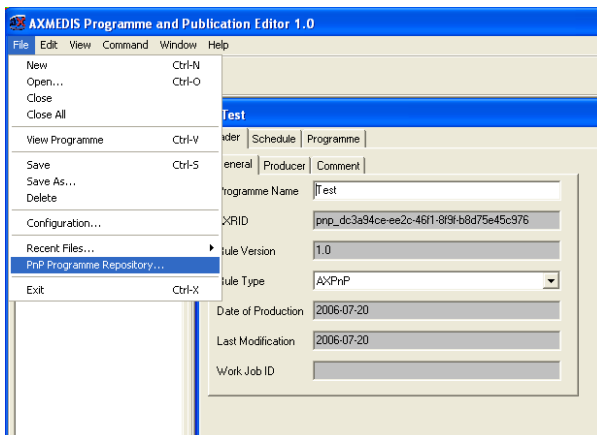 AXMEDIS Programme and Publication Editor 1.0
File Edit View Command Window Help
New Ctrl-N
Open... Ctrl-O
Close
Close All
View Programme Ctrl-V
Save Ctrl-S
Save As...
Delete
Configuration...
Recent Files...
PnP Programme Repository...
Exit Ctrl-X
Test
ader Schedule Programme
eneral Producer Comment
rogramme Name Test
XRID pnp_dc3a94ce-ee2c-46f1-8f9f-b8d75e45c976
ule Version 1.0
ule Type AXPnP
Date of Production 2006-07-20
Last Modification 2006-07-20
Work Job ID